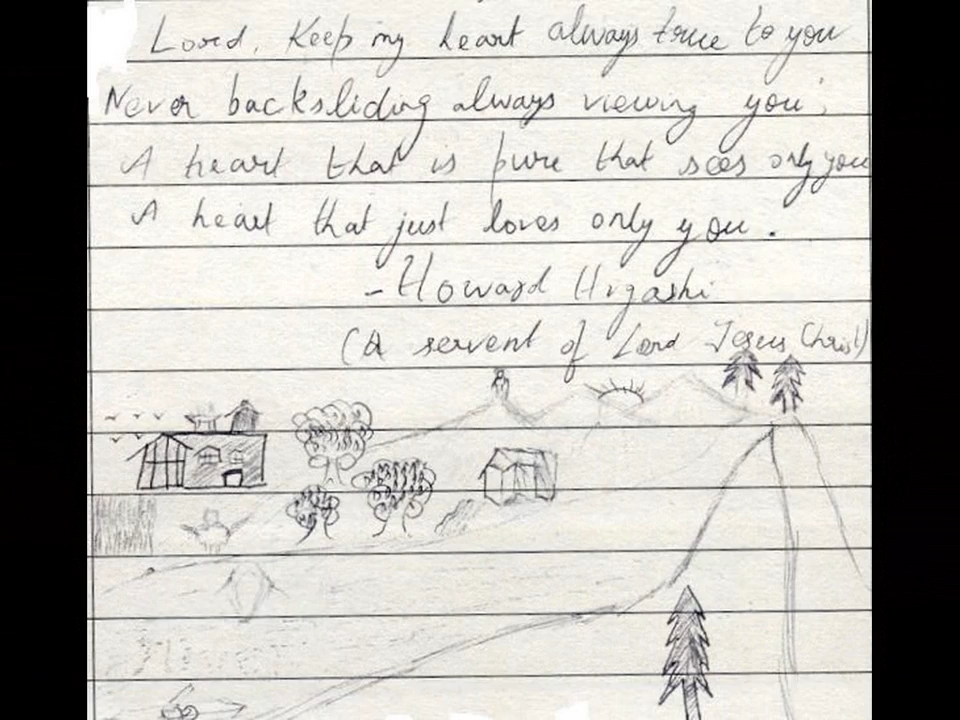 Lord, Keep my heart always true to you
Never backsliding always viewing you;
A heart that is pure that sees only you
A heart that just loves only you.
- Howard Higashi
(A servent of Lord Jesus Christ)